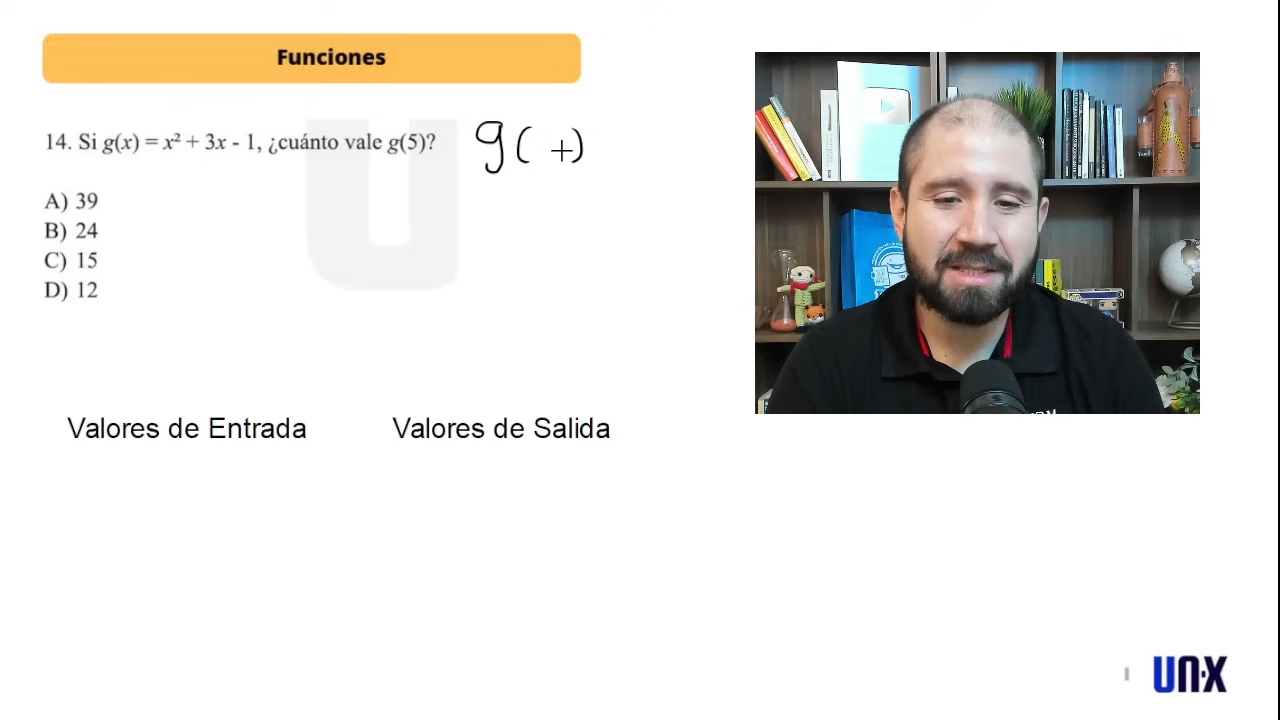 Funciones
14. Si g(x) = x² + 3x - 1, ¿cuánto vale g(5)?
g( )
A) 39
B) 24
C) 15
D) 12
Valores de Entrada
Valores de Salida
UNX